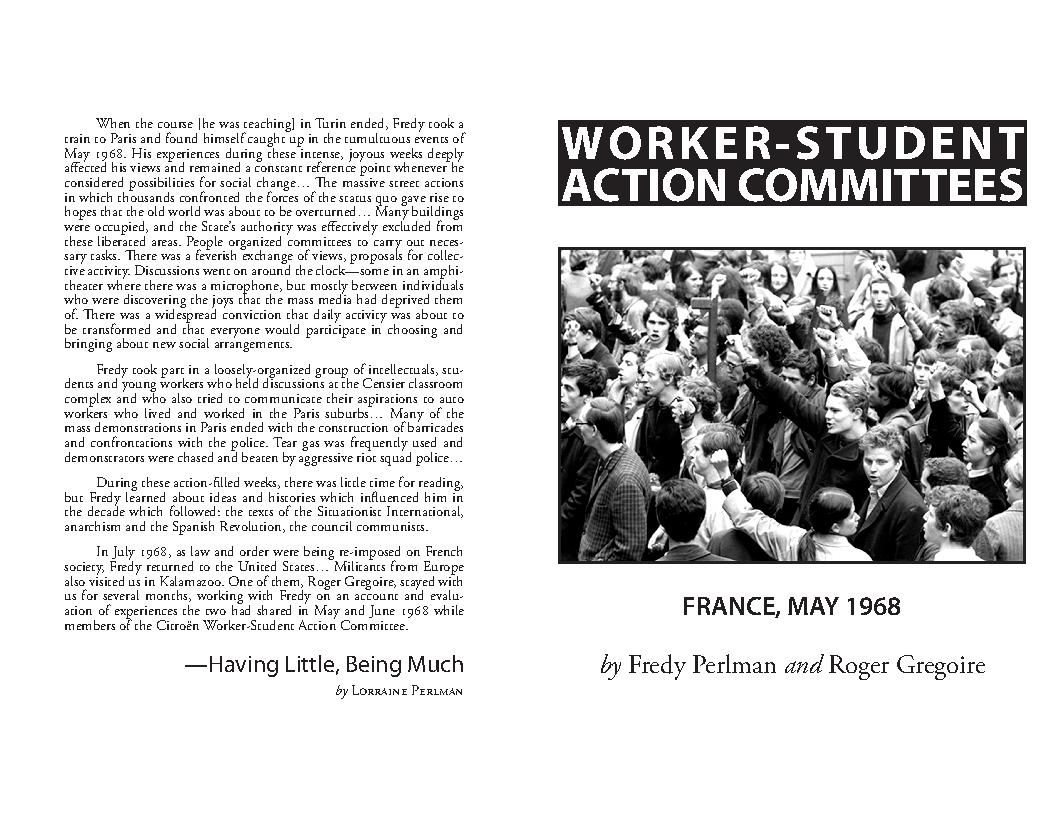 When the course [he was teaching] in Turin ended, Fredy took a
train to Paris and found himself caught up in the tumultuous events of
May 1968. His experiences during these intense, joyous weeks deeply
affected his views and remained a constant reference point whenever he
considered possibilities for social change… The massive street actions
in which thousands confronted the forces of the status quo gave rise to
hopes that the old world was about to be overturned… Many buildings
were occupied, and the State's authority was effectively excluded from
these liberated areas. People organized committees to carry out neces-
sary tasks. There was a feverish exchange of views, proposals for collec-
tive activity. Discussions went on around the clock—some in an amphi-
theater where there was a microphone, but mostly between individuals
who were discovering the joys that the mass media had deprived them
of. There was a widespread conviction that daily activity was about to
be transformed and that everyone would participate in choosing and
bringing about new social arrangements.
Fredy took part in a loosely-organized group of intellectuals, stu-
dents and young workers who held discussions at the Censier classroom
complex and who also tried to communicate their aspirations to auto
workers who lived and worked in the Paris suburbs… Many of the
mass demonstrations in Paris ended with the construction of barricades
and confrontations with the police. Tear gas was frequently used and
demonstrators were chased and beaten by aggressive riot squad police…
During these action-filled weeks, there was little time for reading,
but Fredy learned about ideas and histories which influenced him in
the decade which followed: the texts of the Situationist International,
anarchism and the Spanish Revolution, the council communists.
In July 1968, as law and order were being re-imposed on French
society, Fredy returned to the United States… Militants from Europe
also visited us in Kalamazoo. One of them, Roger Gregoire, stayed with
us for several months, working with Fredy on an account and evalu-
ation of experiences the two had shared in May and June 1968 while
members of the Citroën Worker-Student Action Committee.
—Having Little, Being Much
by Lorraine Perlman
WORKER-STUDENT
ACTION COMMITTEES
FRANCE, MAY 1968
by Fredy Perlman and Roger Gregoire